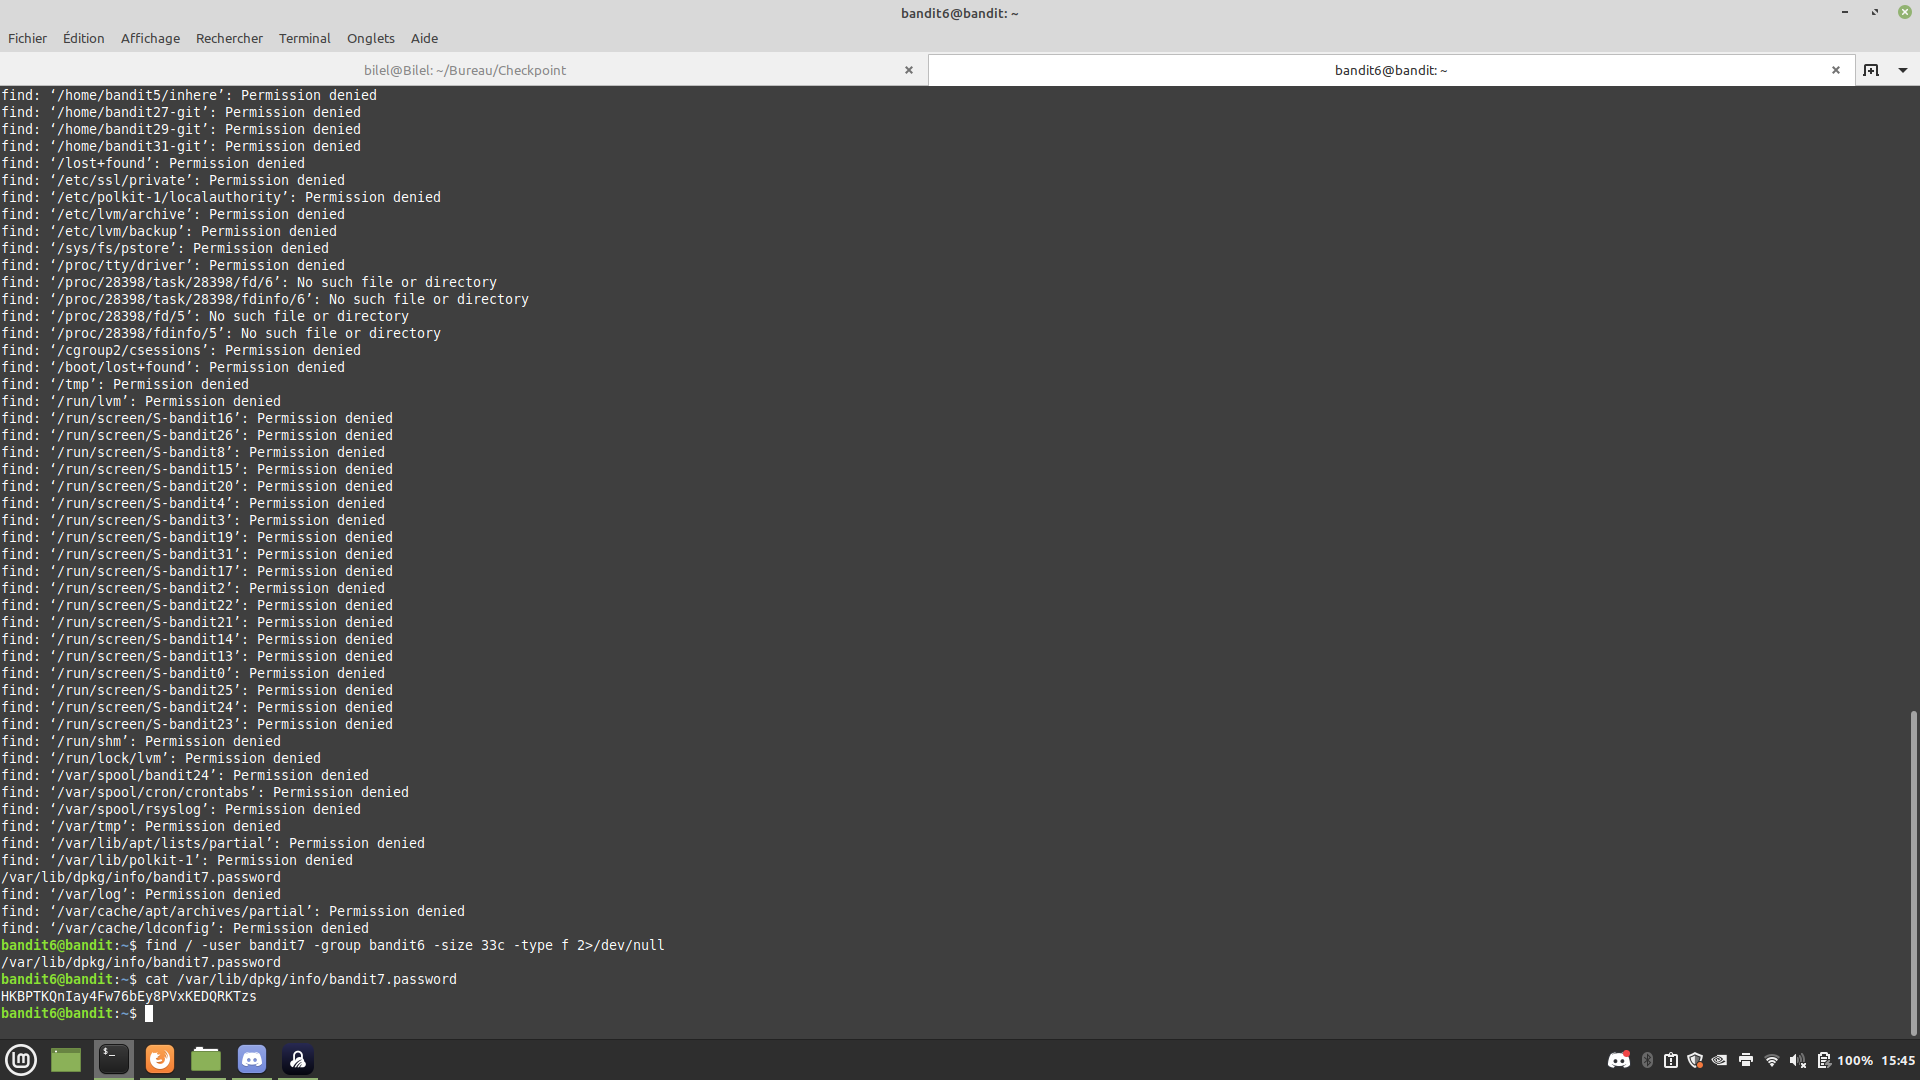 bandit6@bandit: ~
Fichier Édition Affichage Rechercher Terminal Onglets Aide
bilel@Bilel: ~/Bureau/Checkpoint
bandit6@bandit: ~
find: ‘/home/bandit5/inhere’: Permission denied
find: ‘/home/bandit27-git’: Permission denied
find: ‘/home/bandit29-git’: Permission denied
find: ‘/home/bandit31-git’: Permission denied
find: ‘/lost+found’: Permission denied
find: ‘/etc/ssl/private’: Permission denied
find: ‘/etc/polkit-1/localauthority’: Permission denied
find: ‘/etc/lvm/archive’: Permission denied
find: ‘/etc/lvm/backup’: Permission denied
find: ‘/sys/fs/pstore’: Permission denied
find: ‘/proc/tty/driver’: Permission denied
find: ‘/proc/28398/task/28398/fd/6’: No such file or directory
find: ‘/proc/28398/task/28398/fdinfo/6’: No such file or directory
find: ‘/proc/28398/fd/5’: No such file or directory
find: ‘/proc/28398/fdinfo/5’: No such file or directory
find: ‘/cgroup2/csessions’: Permission denied
find: ‘/boot/lost+found’: Permission denied
find: ‘/tmp’: Permission denied
find: ‘/run/lvm’: Permission denied
find: ‘/run/screen/S-bandit16’: Permission denied
find: ‘/run/screen/S-bandit26’: Permission denied
find: ‘/run/screen/S-bandit8’: Permission denied
find: ‘/run/screen/S-bandit15’: Permission denied
find: ‘/run/screen/S-bandit20’: Permission denied
find: ‘/run/screen/S-bandit4’: Permission denied
find: ‘/run/screen/S-bandit3’: Permission denied
find: ‘/run/screen/S-bandit19’: Permission denied
find: ‘/run/screen/S-bandit31’: Permission denied
find: ‘/run/screen/S-bandit17’: Permission denied
find: ‘/run/screen/S-bandit2’: Permission denied
find: ‘/run/screen/S-bandit22’: Permission denied
find: ‘/run/screen/S-bandit21’: Permission denied
find: ‘/run/screen/S-bandit14’: Permission denied
find: ‘/run/screen/S-bandit13’: Permission denied
find: ‘/run/screen/S-bandit0’: Permission denied
find: ‘/run/screen/S-bandit25’: Permission denied
find: ‘/run/screen/S-bandit24’: Permission denied
find: ‘/run/screen/S-bandit23’: Permission denied
find: ‘/run/shm’: Permission denied
find: ‘/run/lock/lvm’: Permission denied
find: ‘/var/spool/bandit24’: Permission denied
find: ‘/var/spool/cron/crontabs’: Permission denied
find: ‘/var/spool/rsyslog’: Permission denied
find: ‘/var/tmp’: Permission denied
find: ‘/var/lib/apt/lists/partial’: Permission denied
find: ‘/var/lib/polkit-1’: Permission denied
/var/lib/dpkg/info/bandit7.password
find: ‘/var/log’: Permission denied
find: ‘/var/cache/apt/archives/partial’: Permission denied
find: ‘/var/cache/ldconfig’: Permission denied
bandit6@bandit:~$ find / -user bandit7 -group bandit6 -size 33c -type f 2>/dev/null
/var/lib/dpkg/info/bandit7.password
bandit6@bandit:~$ cat /var/lib/dpkg/info/bandit7.password
HKBPTKQnIay4Fw76bEy8PVxKEDQRKTzs
bandit6@bandit:~$
100% 15:45